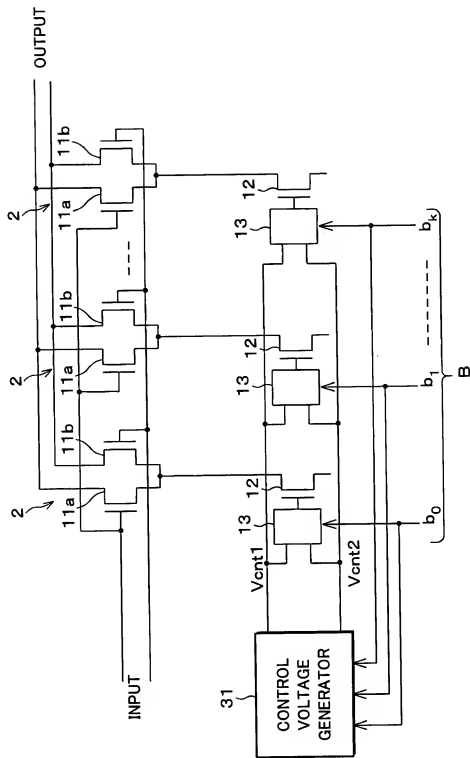 OUTPUT
2
2
2
11a
11b
11a
11b
11a
11b
INPUT
12
12
12
13
13
13
Vcnt1
Vcnt2
31
CONTROL
VOLTAGE
GENERATOR
b0
b1
bk
B